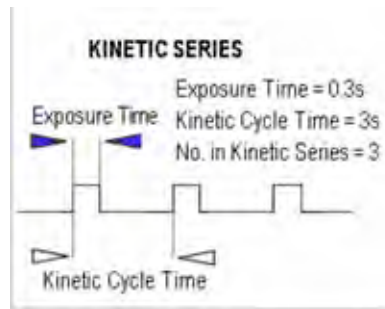 KINETIC SERIES
Exposure Time = 0.3s
Exposure Time
Kinetic Cycle Time = 3s
No. in Kinetic Series = 3
Kinetic Cycle Time